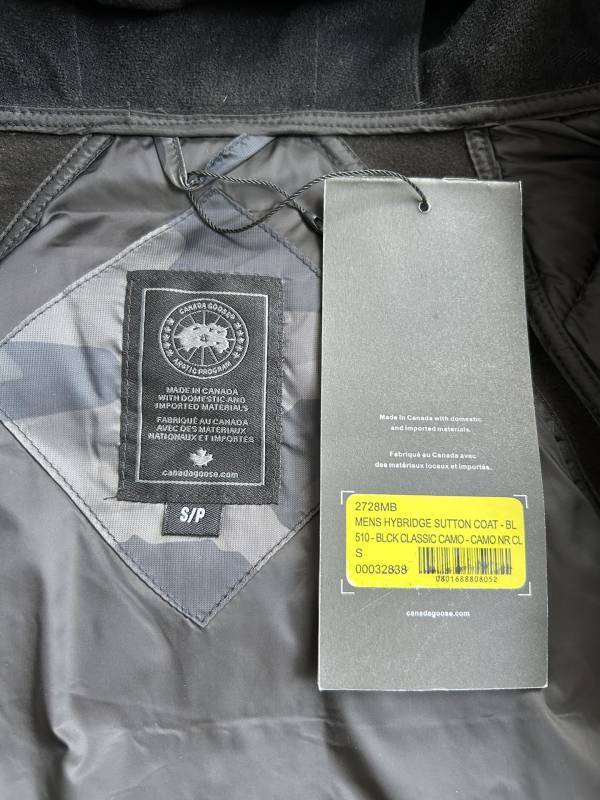 CANADA GOOSE®
ARCTIC PROGRAM
MADE IN CANADA
WITH DOMESTIC AND
IMPORTED MATERIALS
FABRIQUÉ AU CANADA
AVEC DES MATÉRIAUX
NATIONAUX ET IMPORTÉS
canadagoose.com
S/P
Made in Canada with domestic
and imported materials.
Fabriqué au Canada avec
des matériaux locaux et importés.
2728MB
MENS HYBRIDGE SUTTON COAT - BL
510 - BLCK CLASSIC CAMO - CAMO NR CL
S
00032838
0801688808052
canadagoose.com